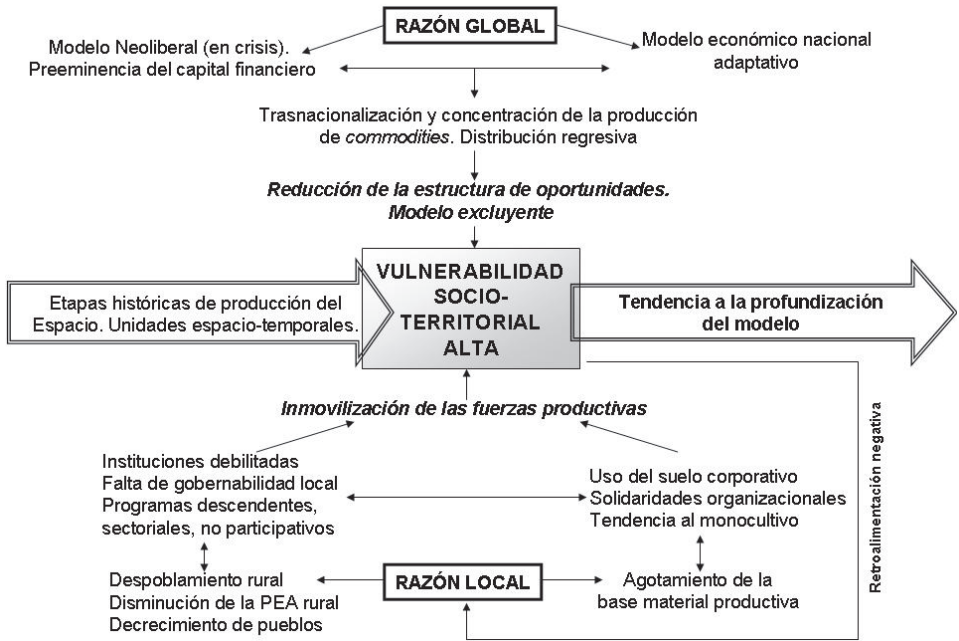 RAZÓN GLOBAL
Modelo Neoliberal (en crisis).
Preeminencia del capital financiero
Modelo económico nacional
adaptativo
Trasnacionalización y concentración de la producción
de commodities. Distribución regresiva
Reducción de la estructura de oportunidades.
Modelo excluyente
Etapas históricas de producción del
Espacio. Unidades espacio-temporales.
VULNERABILIDAD
SOCIO-
TERRITORIAL
ALTA
Tendencia a la profundización
del modelo
Inmovilización de las fuerzas productivas
Instituciones debilitadas
Falta de gobernabilidad local
Programas descendentes,
sectoriales, no participativos
Uso del suelo corporativo
Solidaridades organizacionales
Tendencia al monocultivo
Retroalimentación negativa
Despoblamiento rural
Disminución de la PEA rural
Decrecimiento de pueblos
RAZÓN LOCAL
Agotamiento de la
base material productiva